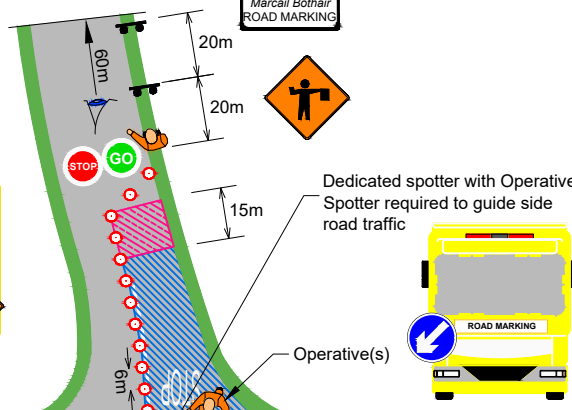 Marcáil Bóthair
ROAD MARKING
20m
60m
20m
STOP
GO
15m
Dedicated spotter with Operative
Spotter required to guide side
road traffic
ROAD MARKING
Operative(s)
6m
STOP